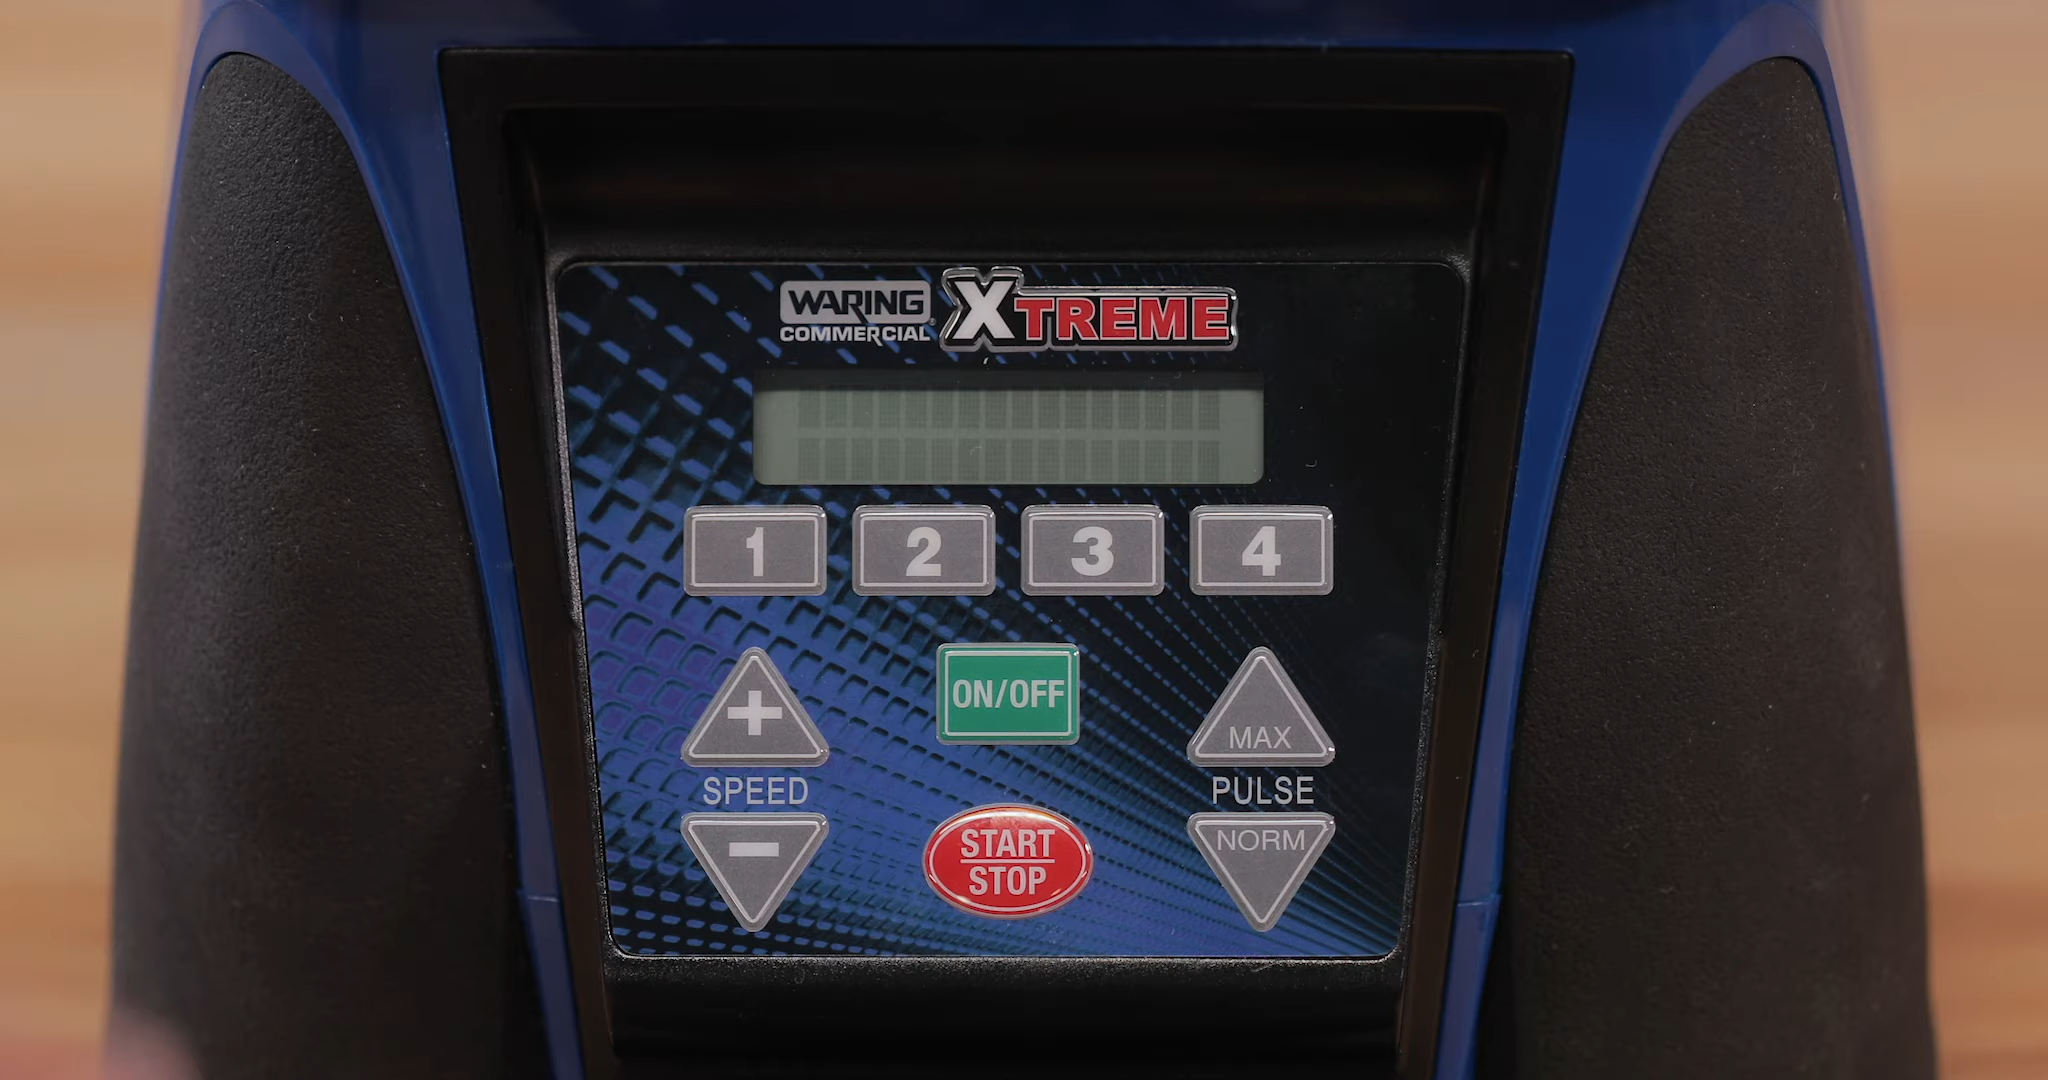 WARING XTREME
COMMERCIAL®
1 2 3 4
+ ON/OFF MAX
SPEED PULSE
- START NORM
STOP